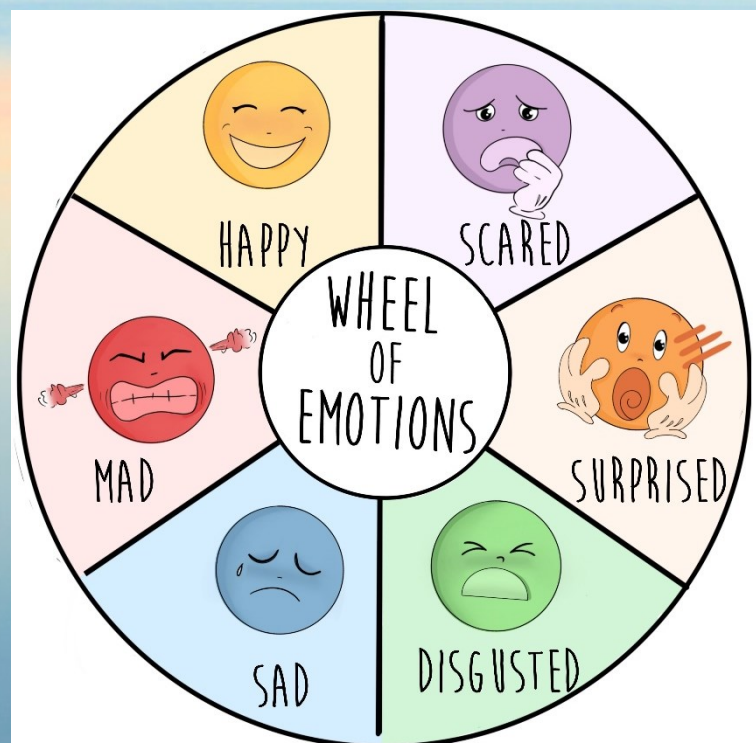 HAPPY
SCARED
WHEEL
OF
EMOTIONS
MAD
SURPRISED
SAD
DISGUSTED